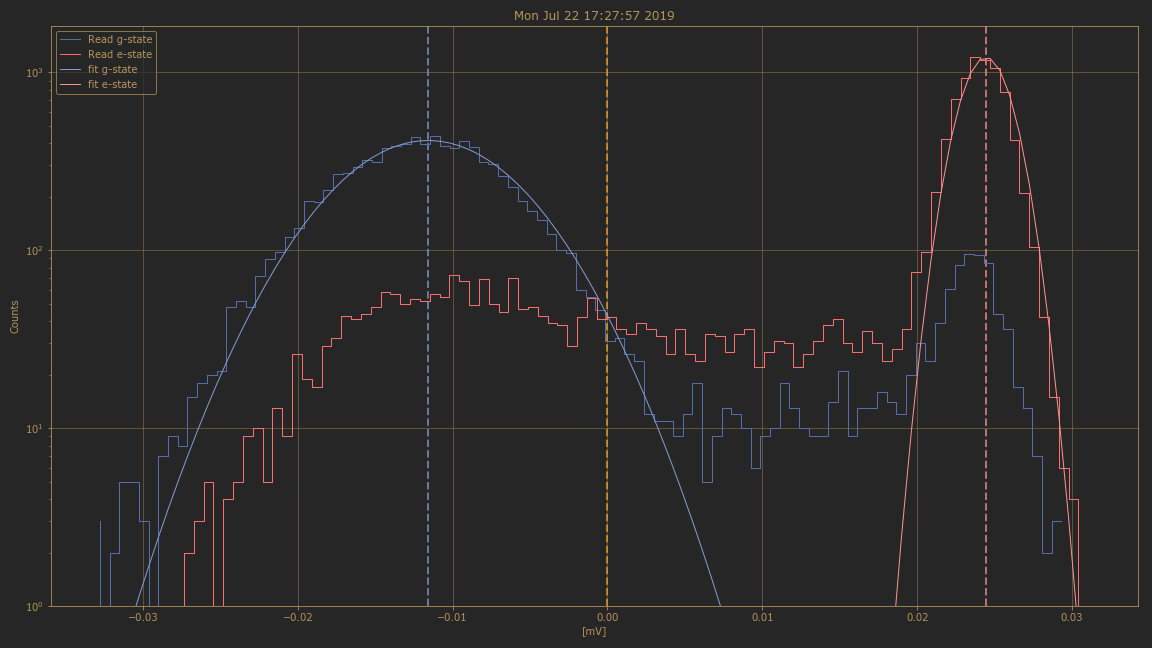 Mon Jul 22 17:27:57 2019
Read g-state
Read e-state
fit g-state
fit e-state
Counts
10³
10²
10¹
10⁰
−0.03 −0.02 −0.01 0.00 0.01 0.02 0.03
[mV]